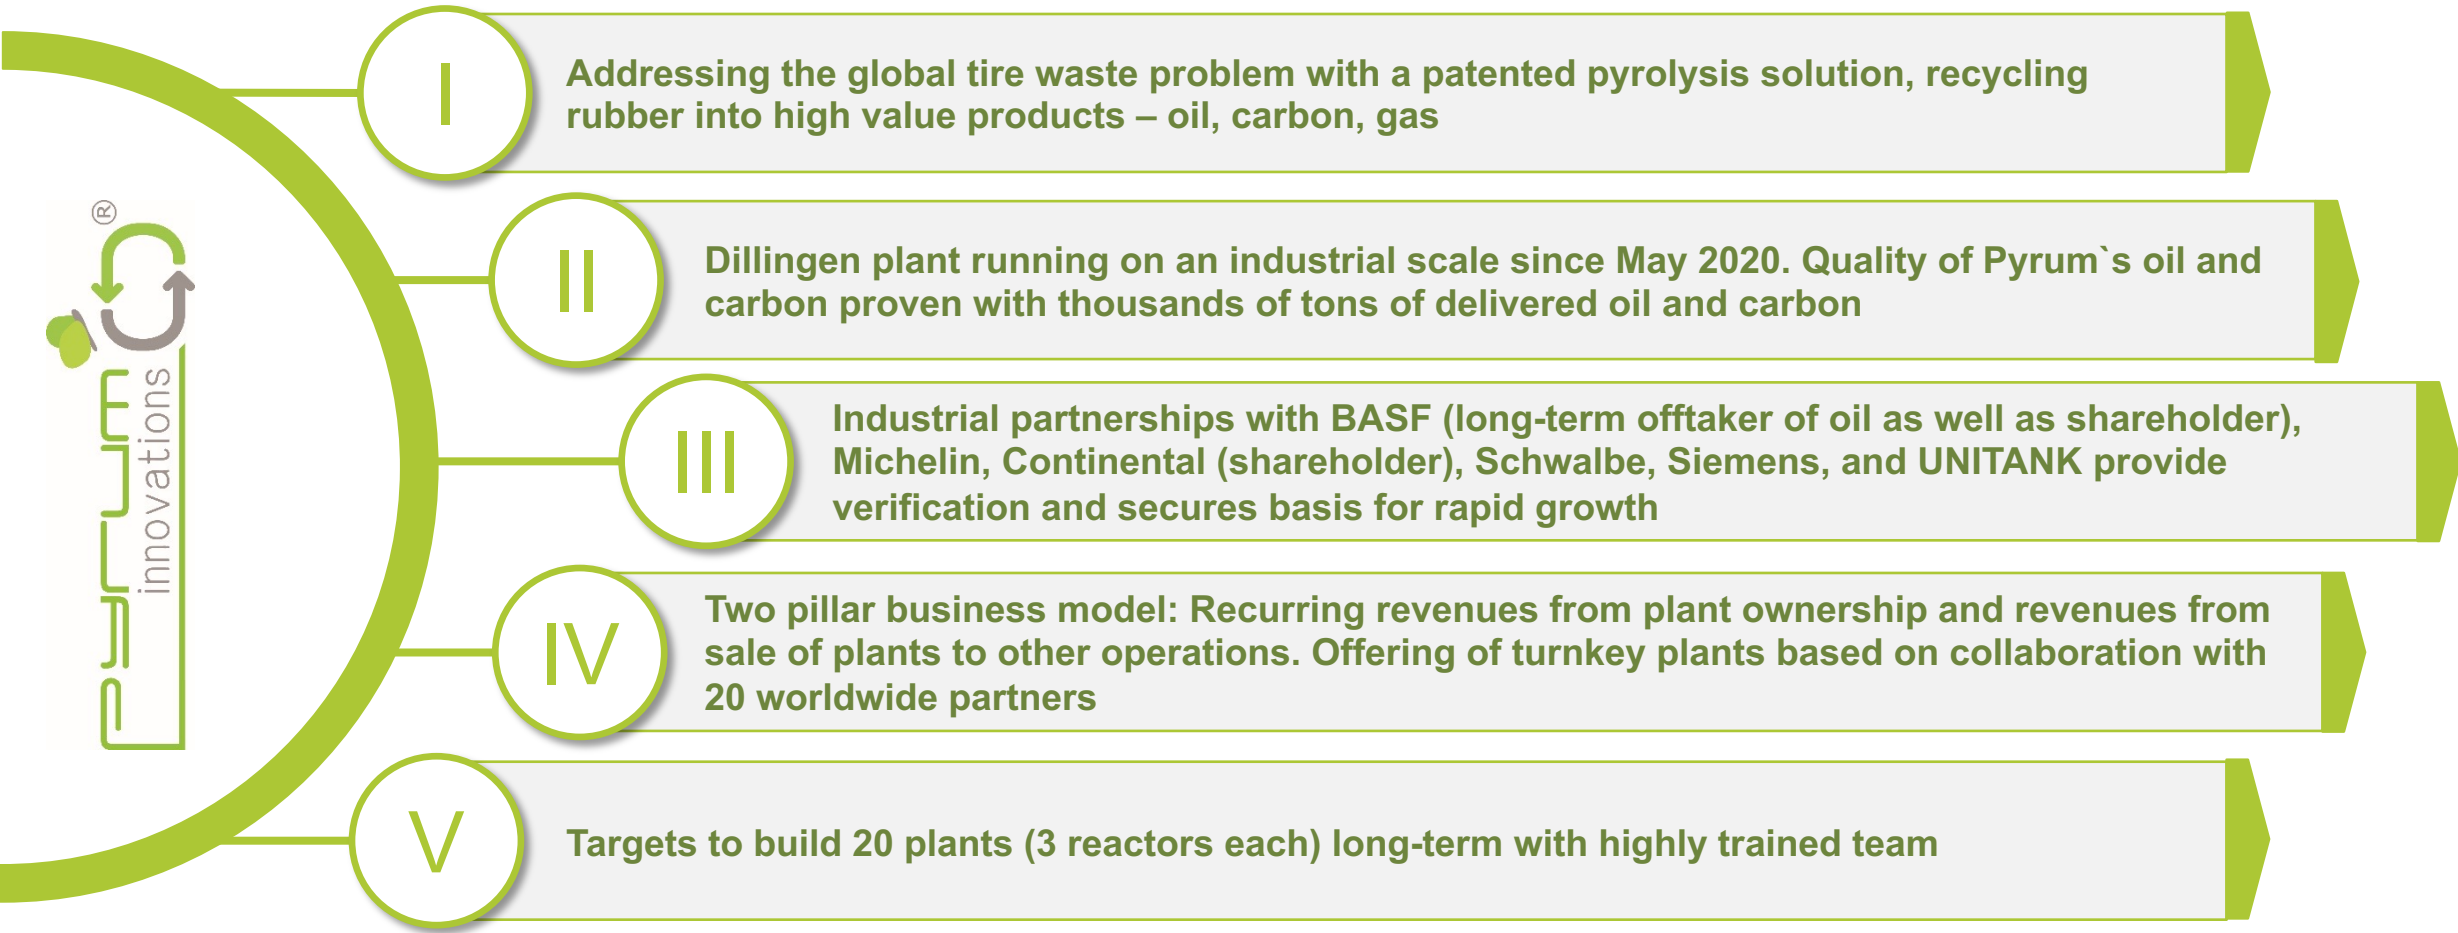 Pyrum
innovations
®
I
Addressing the global tire waste problem with a patented pyrolysis solution, recycling
rubber into high value products – oil, carbon, gas
II
Dillingen plant running on an industrial scale since May 2020. Quality of Pyrum`s oil and
carbon proven with thousands of tons of delivered oil and carbon
III
Industrial partnerships with BASF (long-term offtaker of oil as well as shareholder),
Michelin, Continental (shareholder), Schwalbe, Siemens, and UNITANK provide
verification and secures basis for rapid growth
IV
Two pillar business model: Recurring revenues from plant ownership and revenues from
sale of plants to other operations. Offering of turnkey plants based on collaboration with
20 worldwide partners
V
Targets to build 20 plants (3 reactors each) long-term with highly trained team